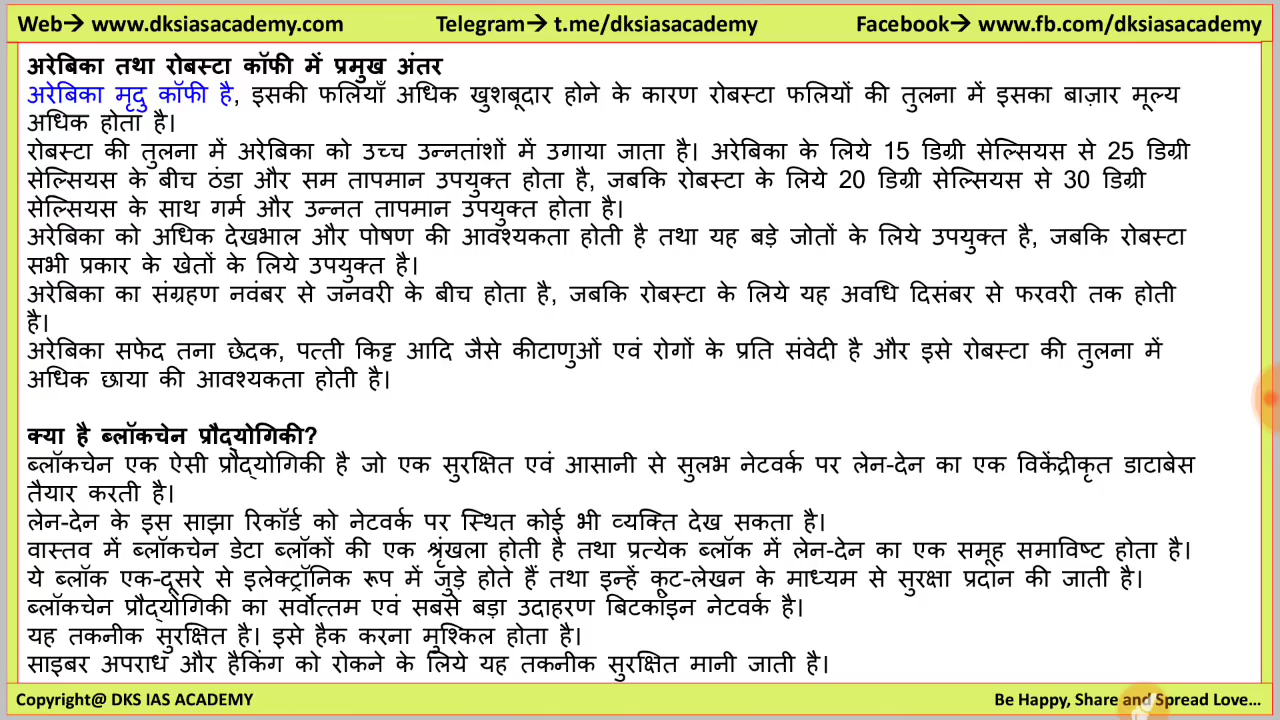 Web→ www.dksias​academy.com Telegram→ t.me/dksiasacademy Facebook→ www.fb.com/dksiasacademy
अरेबिका तथा रोबस्टा कॉफी में प्रमुख अंतर
अरेबिका मृदु कॉफी है, इसकी फलियाँ अधिक खुशबूदार होने के कारण रोबस्टा फलियों की तुलना में इसका बाज़ार मूल्य
अधिक होता है।
रोबस्टा की तुलना में अरेबिका को उच्च उन्नतांशों में उगाया जाता है। अरेबिका के लिये 15 डिग्री सेल्सियस से 25 डिग्री
सेल्सियस के बीच ठंडा और सम तापमान उपयुक्त होता है, जबकि रोबस्टा के लिये 20 डिग्री सेल्सियस से 30 डिग्री
सेल्सियस के साथ गर्म और उन्नत तापमान उपयुक्त होता है।
अरेबिका को अधिक देखभाल और पोषण की आवश्यकता होती है तथा यह बड़े जोतों के लिये उपयुक्त है, जबकि रोबस्टा
सभी प्रकार के खेतों के लिये उपयुक्त है।
अरेबिका का संग्रहण नवंबर से जनवरी के बीच होता है, जबकि रोबस्टा के लिये यह अवधि दिसंबर से फरवरी तक होती
है।
अरेबिका सफेद तना छेदक, पत्ती किट्ट आदि जैसे कीटाणुओं एवं रोगों के प्रति संवेदी है और इसे रोबस्टा की तुलना में
अधिक छाया की आवश्यकता होती है।
क्या है ब्लॉकचेन प्रौद्योगिकी?
ब्लॉकचेन एक ऐसी प्रौद्योगिकी है जो एक सुरक्षित एवं आसानी से सुलभ नेटवर्क पर लेन-देन का एक विकेंद्रीकृत डाटाबेस
तैयार करती है।
लेन-देन के इस साझा रिकॉर्ड को नेटवर्क पर स्थित कोई भी व्यक्ति देख सकता है।
वास्तव में ब्लॉकचेन डेटा ब्लॉकों की एक श्रृंखला होती है तथा प्रत्येक ब्लॉक में लेन-देन का एक समूह समाविष्ट होता है।
ये ब्लॉक एक-दूसरे से इलेक्ट्रॉनिक रूप में जुड़े होते हैं तथा इन्हें कूट-लेखन के माध्यम से सुरक्षा प्रदान की जाती है।
ब्लॉकचेन प्रौद्योगिकी का सर्वोत्तम एवं सबसे बड़ा उदाहरण बिटकॉइन नेटवर्क है।
यह तकनीक सुरक्षित है। इसे हैक करना मुश्किल होता है।
साइबर अपराध और हैकिंग को रोकने के लिये यह तकनीक सुरक्षित मानी जाती है।
Copyright@ DKS IAS ACADEMY Be Happy, Share and Spread Love…